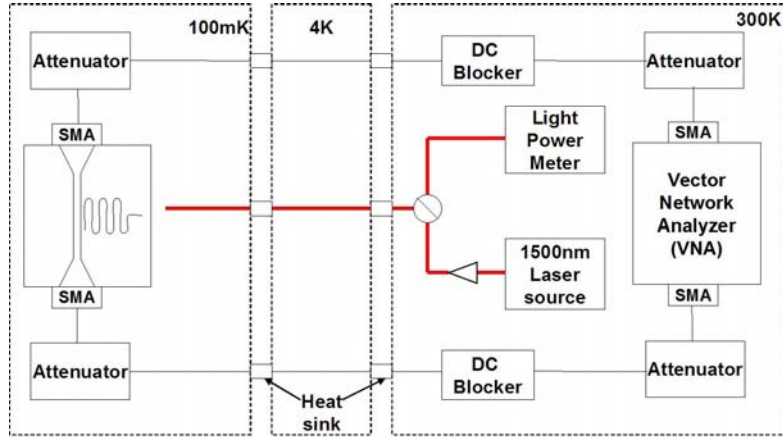 100mK
4K
300K
Attenuator
DC
Blocker
Attenuator
SMA
SMA
Light
Power
Meter
Vector
Network
Analyzer
(VNA)
1500nm
Laser
source
SMA
SMA
Attenuator
DC
Blocker
Attenuator
Heat
sink